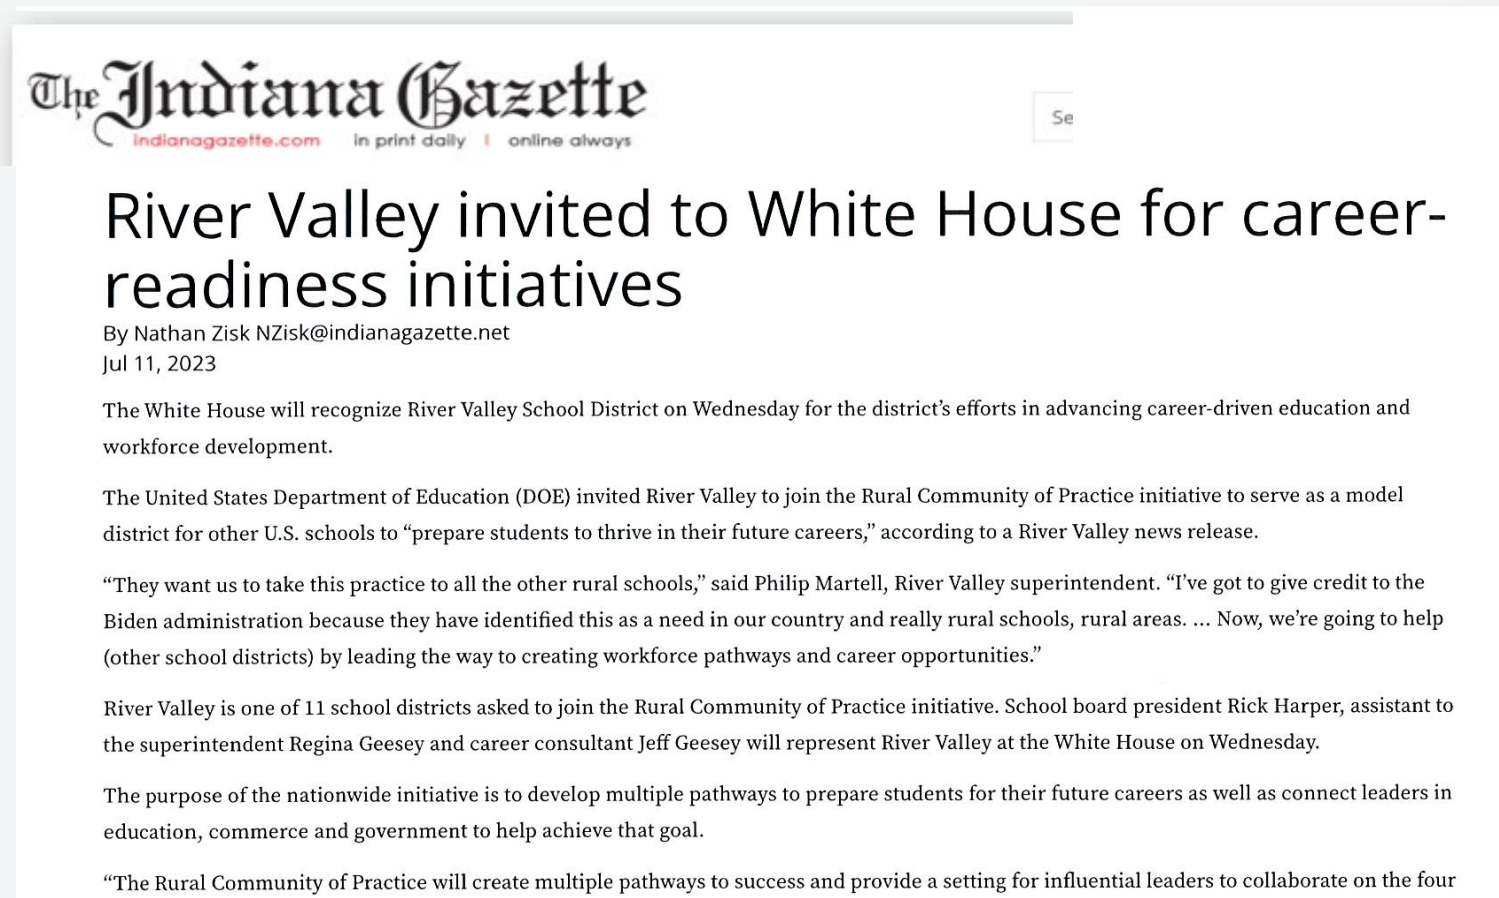 The Indiana Gazette
indianagazette.com in print daily | online always
Se
River Valley invited to White House for career-
readiness initiatives
By Nathan Zisk NZisk@indianagazette.net
Jul 11, 2023
The White House will recognize River Valley School District on Wednesday for the district’s efforts in advancing career-driven education and
workforce development.
The United States Department of Education (DOE) invited River Valley to join the Rural Community of Practice initiative to serve as a model
district for other U.S. schools to “prepare students to thrive in their future careers,” according to a River Valley news release.
“They want us to take this practice to all the other rural schools,” said Philip Martell, River Valley superintendent. “I’ve got to give credit to the
Biden administration because they have identified this as a need in our country and really rural schools, rural areas. ... Now, we’re going to help
(other school districts) by leading the way to creating workforce pathways and career opportunities.”
River Valley is one of 11 school districts asked to join the Rural Community of Practice initiative. School board president Rick Harper, assistant to
the superintendent Regina Geesey and career consultant Jeff Geesey will represent River Valley at the White House on Wednesday.
The purpose of the nationwide initiative is to develop multiple pathways to prepare students for their future careers as well as connect leaders in
education, commerce and government to help achieve that goal.
“The Rural Community of Practice will create multiple pathways to success and provide a setting for influential leaders to collaborate on the four